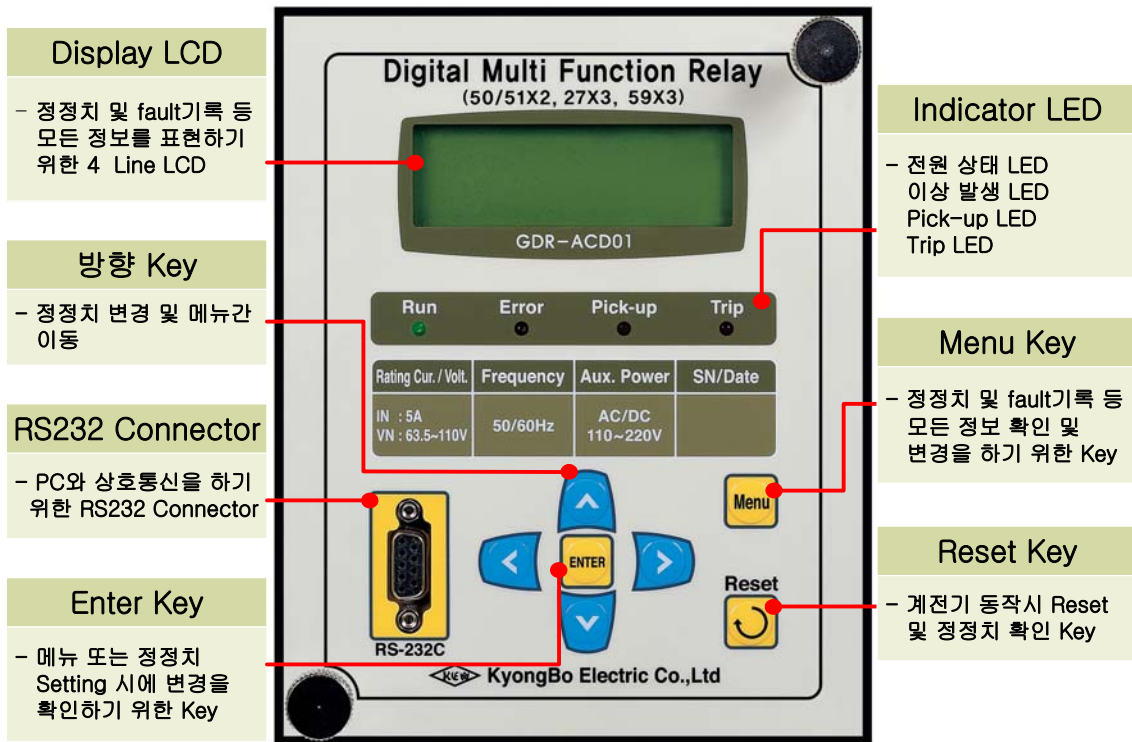 Display LCD
- 정정치 및 fault기록 등
모든 정보를 표현하기
위한 4 Line LCD
방향 Key
- 정정치 변경 및 메뉴간
이동
RS232 Connector
- PC와 상호통신을 하기
위한 RS232 Connector
Enter Key
- 메뉴 또는 정정치
Setting 시에 변경을
확인하기 위한 Key
Digital Multi Function Relay
(50/51X2, 27X3, 59X3)
GDR-ACD01
Run Error Pick-up Trip
Rating Cur. / Volt. Frequency Aux. Power SN/Date
IN : 5A
VN : 63.5~110V
50/60Hz
AC/DC
110~220V
Menu
ENTER
Reset
RS-232C
KyongBo Electric Co.,Ltd
Indicator LED
- 전원 상태 LED
이상 발생 LED
Pick-up LED
Trip LED
Menu Key
- 정정치 및 fault기록 등
모든 정보 확인 및
변경을 하기 위한 Key
Reset Key
- 계전기 동작시 Reset
및 정정치 확인 Key